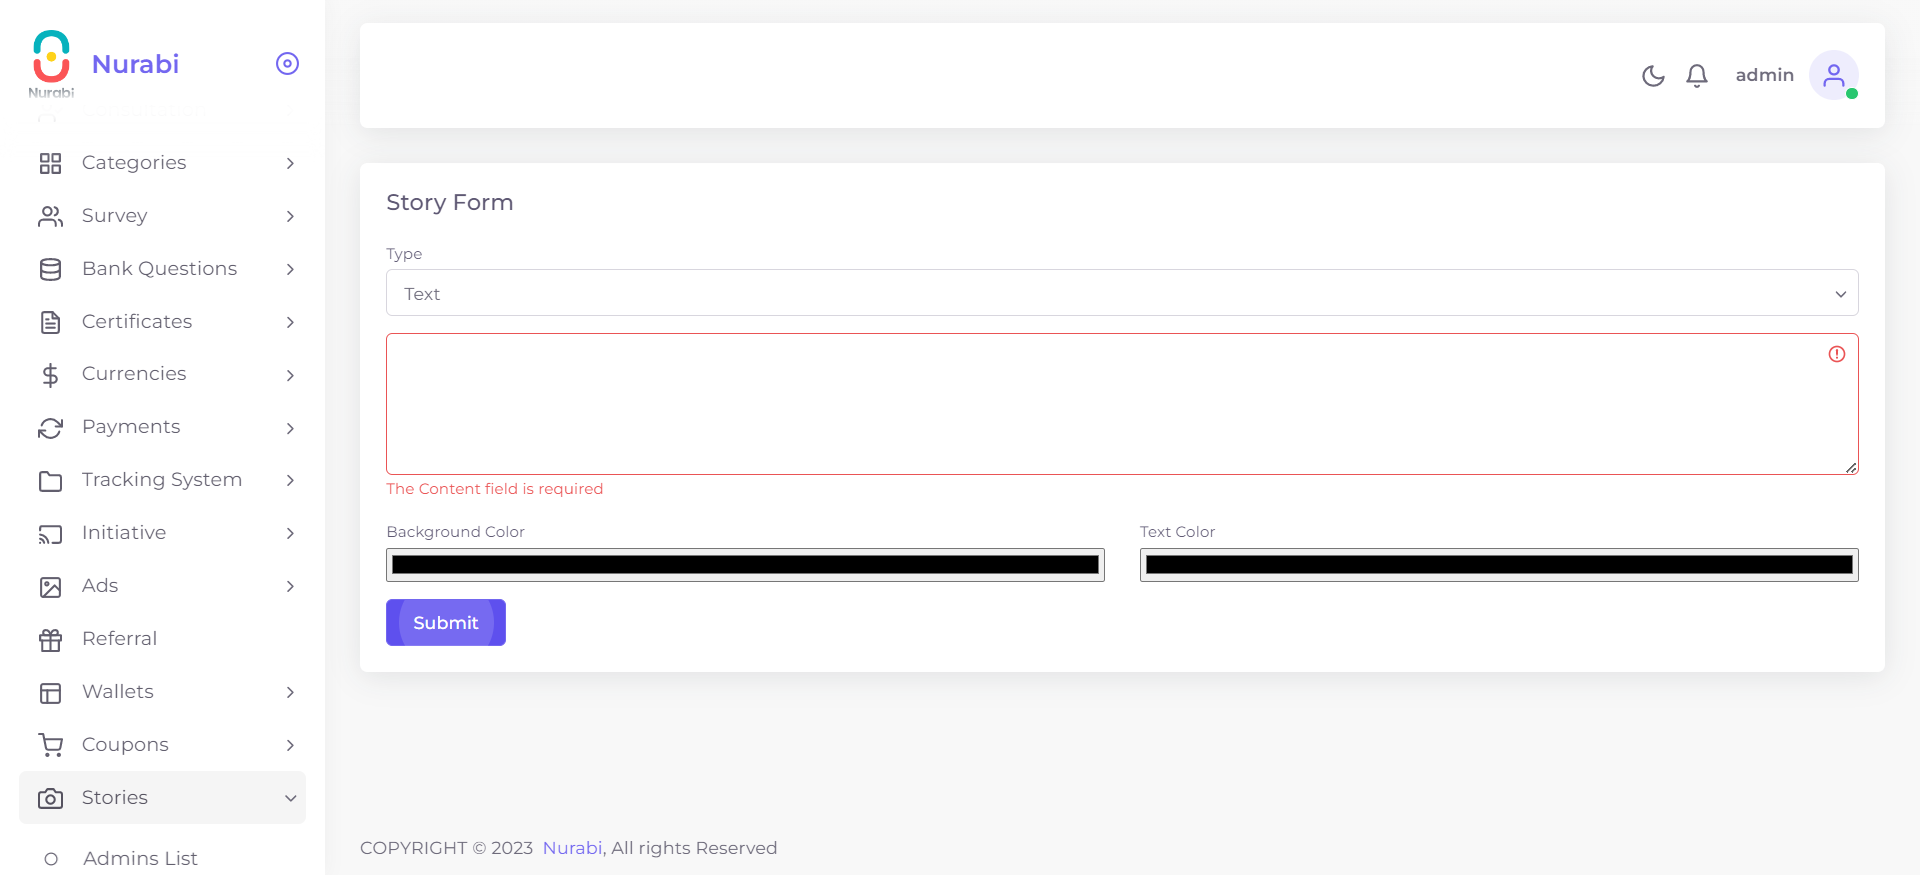 Nurabi
Nurabi
Categories
Survey
Bank Questions
Certificates
Currencies
Payments
Tracking System
Initiative
Ads
Referral
Wallets
Coupons
Stories
Admins List
admin
Story Form
Type
Text
The Content field is required
Background Color
Text Color
Submit
COPYRIGHT © 2023 Nurabi, All rights Reserved